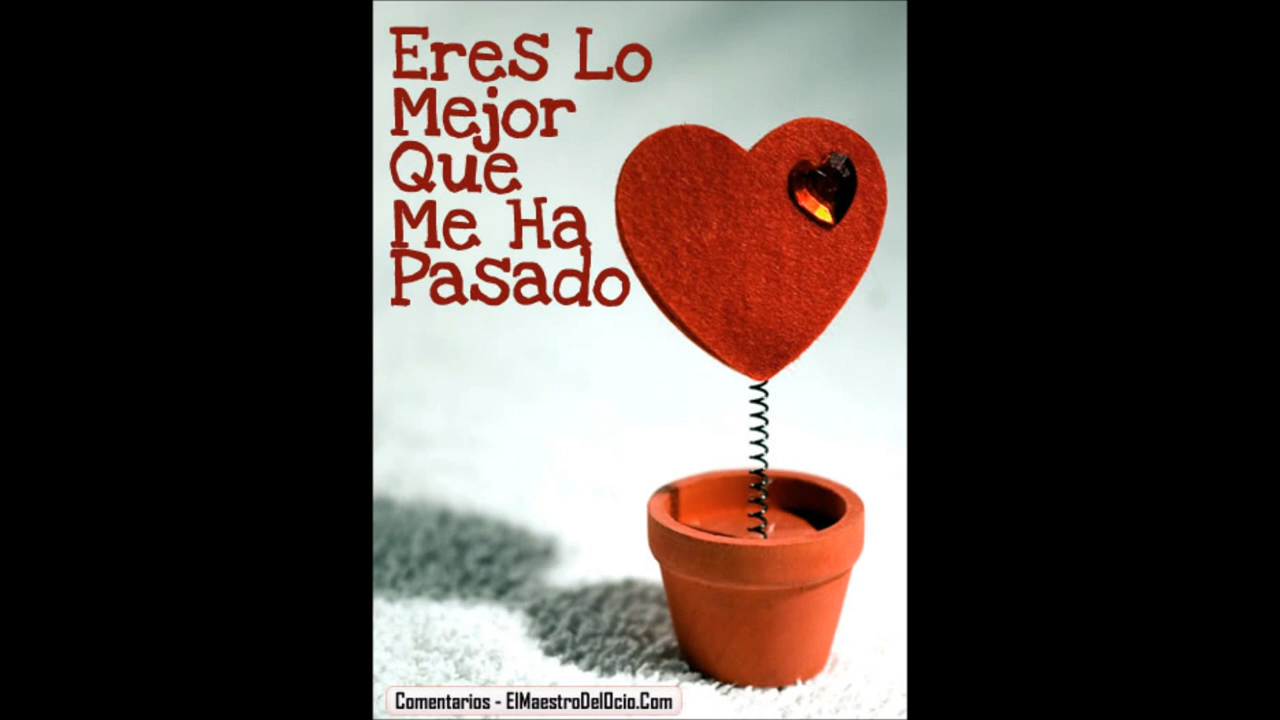 Eres Lo
Mejor
Que
Me Ha
Pasado
Comentarios - ElMaestroDelOcio.Com